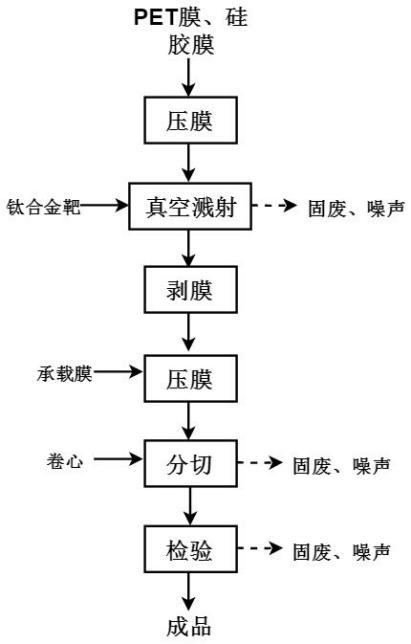 PET膜、硅
胶膜
压膜
钛合金靶
真空溅射
固废、噪声
剥膜
承载膜
压膜
卷心
分切
固废、噪声
检验
固废、噪声
成品